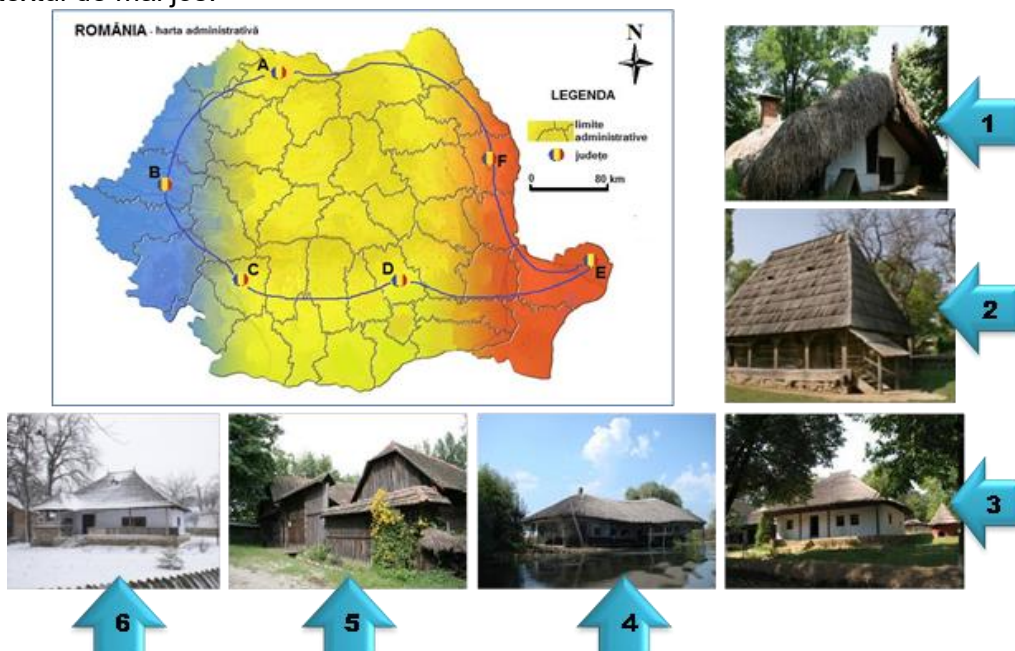 ROMÂNIA - harta administrativă
N
A
LEGENDA
limite
administrative
județe
0 80 km
B
F
C
D
E
1
2
3
4
5
6